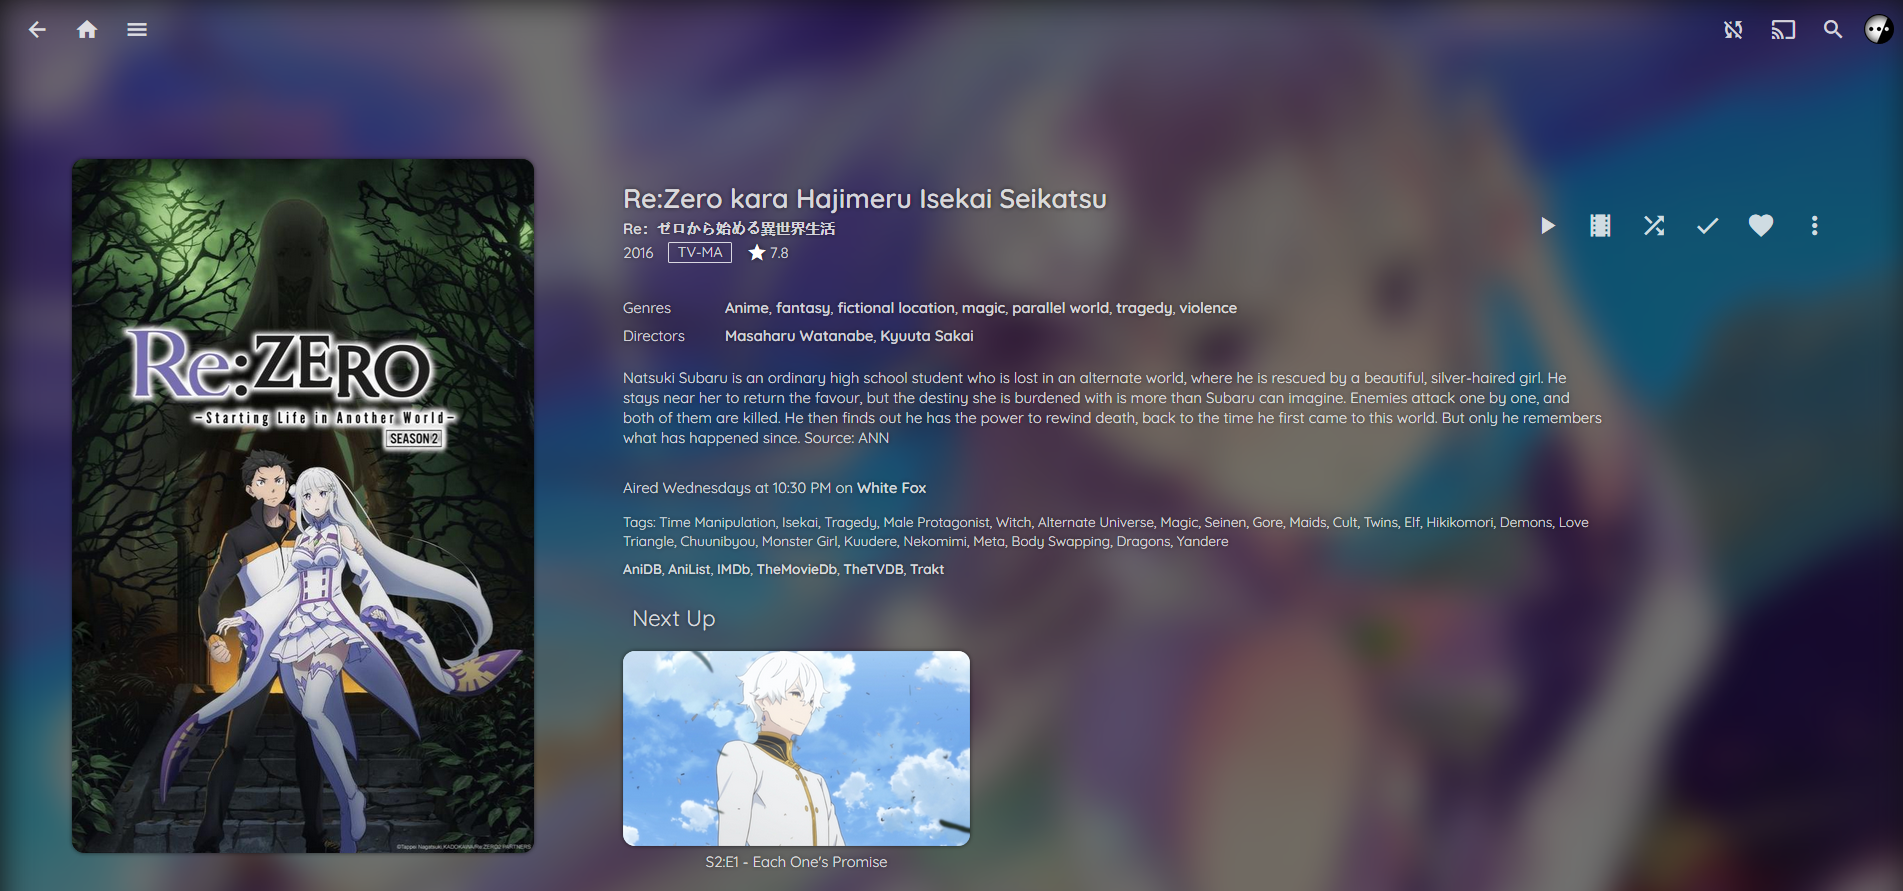 Re:Zero kara Hajimeru Isekai Seikatsu
Re：ゼロから始める異世界生活
2016 TV-MA 7.8
Genres Anime, fantasy, fictional location, magic, parallel world, tragedy, violence
Directors Masaharu Watanabe, Kyuuta Sakai
Natsuki Subaru is an ordinary high school student who is lost in an alternate world, where he is rescued by a beautiful, silver-haired girl. He
stays near her to return the favour, but the destiny she is burdened with is more than Subaru can imagine. Enemies attack one by one, and
both of them are killed. He then finds out he has the power to rewind death, back to the time he first came to this world. But only he remembers
what has happened since. Source: ANN
Aired Wednesdays at 10:30 PM on White Fox
Tags: Time Manipulation, Isekai, Tragedy, Male Protagonist, Witch, Alternate Universe, Magic, Seinen, Gore, Maids, Cult, Twins, Elf, Hikikomori, Demons, Love
Triangle, Chuunibyou, Monster Girl, Kuudere, Nekomimi, Meta, Body Swapping, Dragons, Yandere
AniDB, AniList, IMDb, TheMovieDb, TheTVDB, Trakt
Next Up
S2:E1 - Each One's Promise
Re:ZERO
-Starting Life in Another World-
SEASON 2
©Tappei Nagatsuki,KADOKAWA/Re:ZERO2 PARTNERS